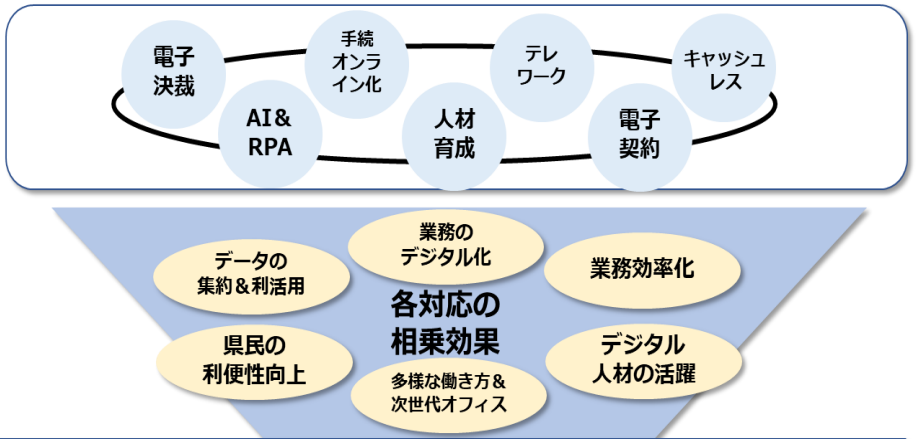 電子
決裁
手続
オンラ
イン化
テレ
ワーク
キャッシュ
レス
AI&
RPA
人材
育成
電子
契約
業務の
デジタル化
データの
集約&利活用
業務効率化
各対応の
相乗効果
県民の
利便性向上
デジタル
人材の活躍
多様な働き方&
次世代オフィス